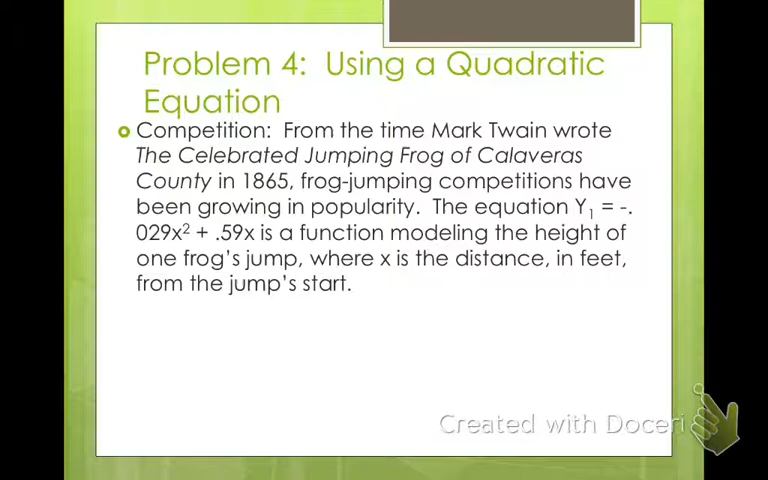 Problem 4: Using a Quadratic
Equation
Competition: From the time Mark Twain wrote
The Celebrated Jumping Frog of Calaveras
County in 1865, frog-jumping competitions have
been growing in popularity. The equation Y₁ = -.
029x² + .59x is a function modeling the height of
one frog's jump, where x is the distance, in feet,
from the jump's start.
Created with Doceri